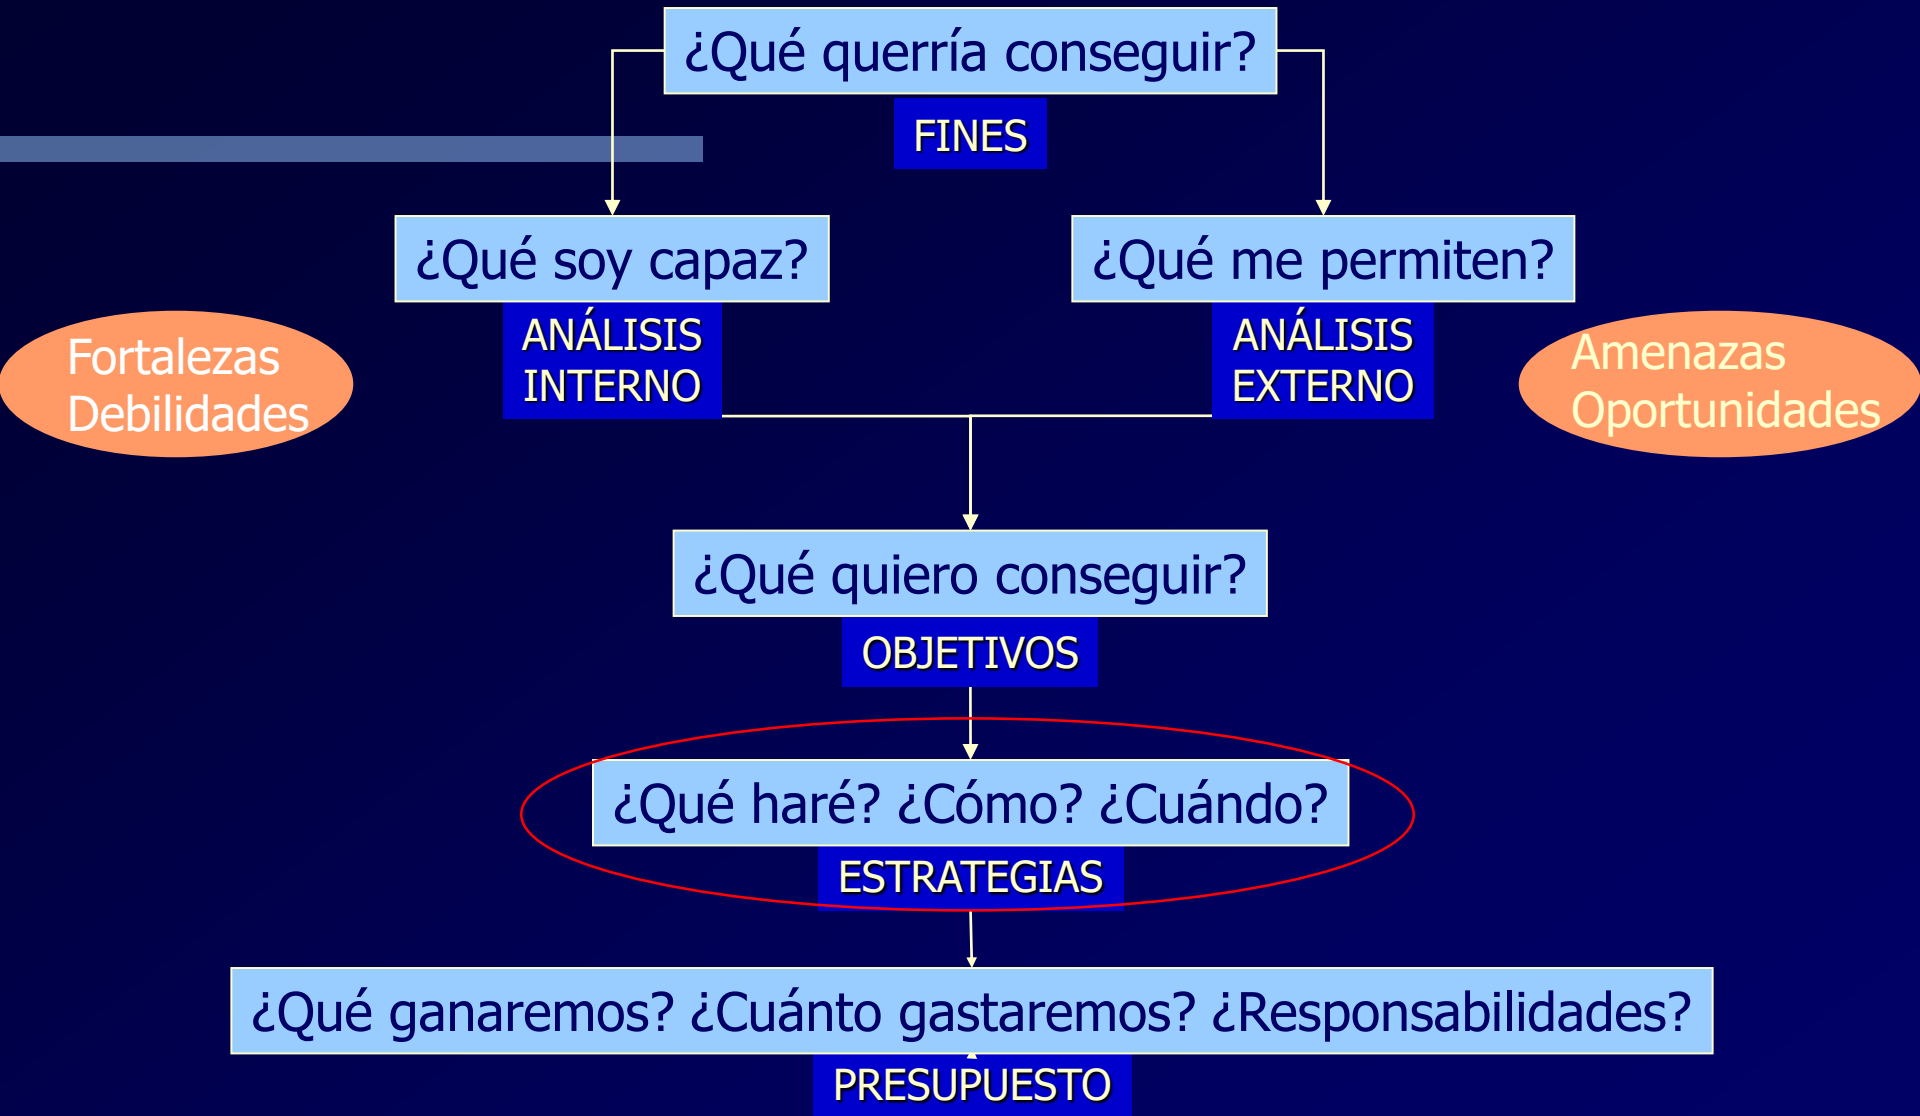 ¿Qué querría conseguir?
FINES
¿Qué soy capaz?
ANÁLISIS
INTERNO
Fortalezas
Debilidades
¿Qué me permiten?
ANÁLISIS
EXTERNO
Amenazas
Oportunidades
¿Qué quiero conseguir?
OBJETIVOS
¿Qué haré? ¿Cómo? ¿Cuándo?
ESTRATEGIAS
¿Qué ganaremos? ¿Cuánto gastaremos? ¿Responsabilidades?
PRESUPUESTO